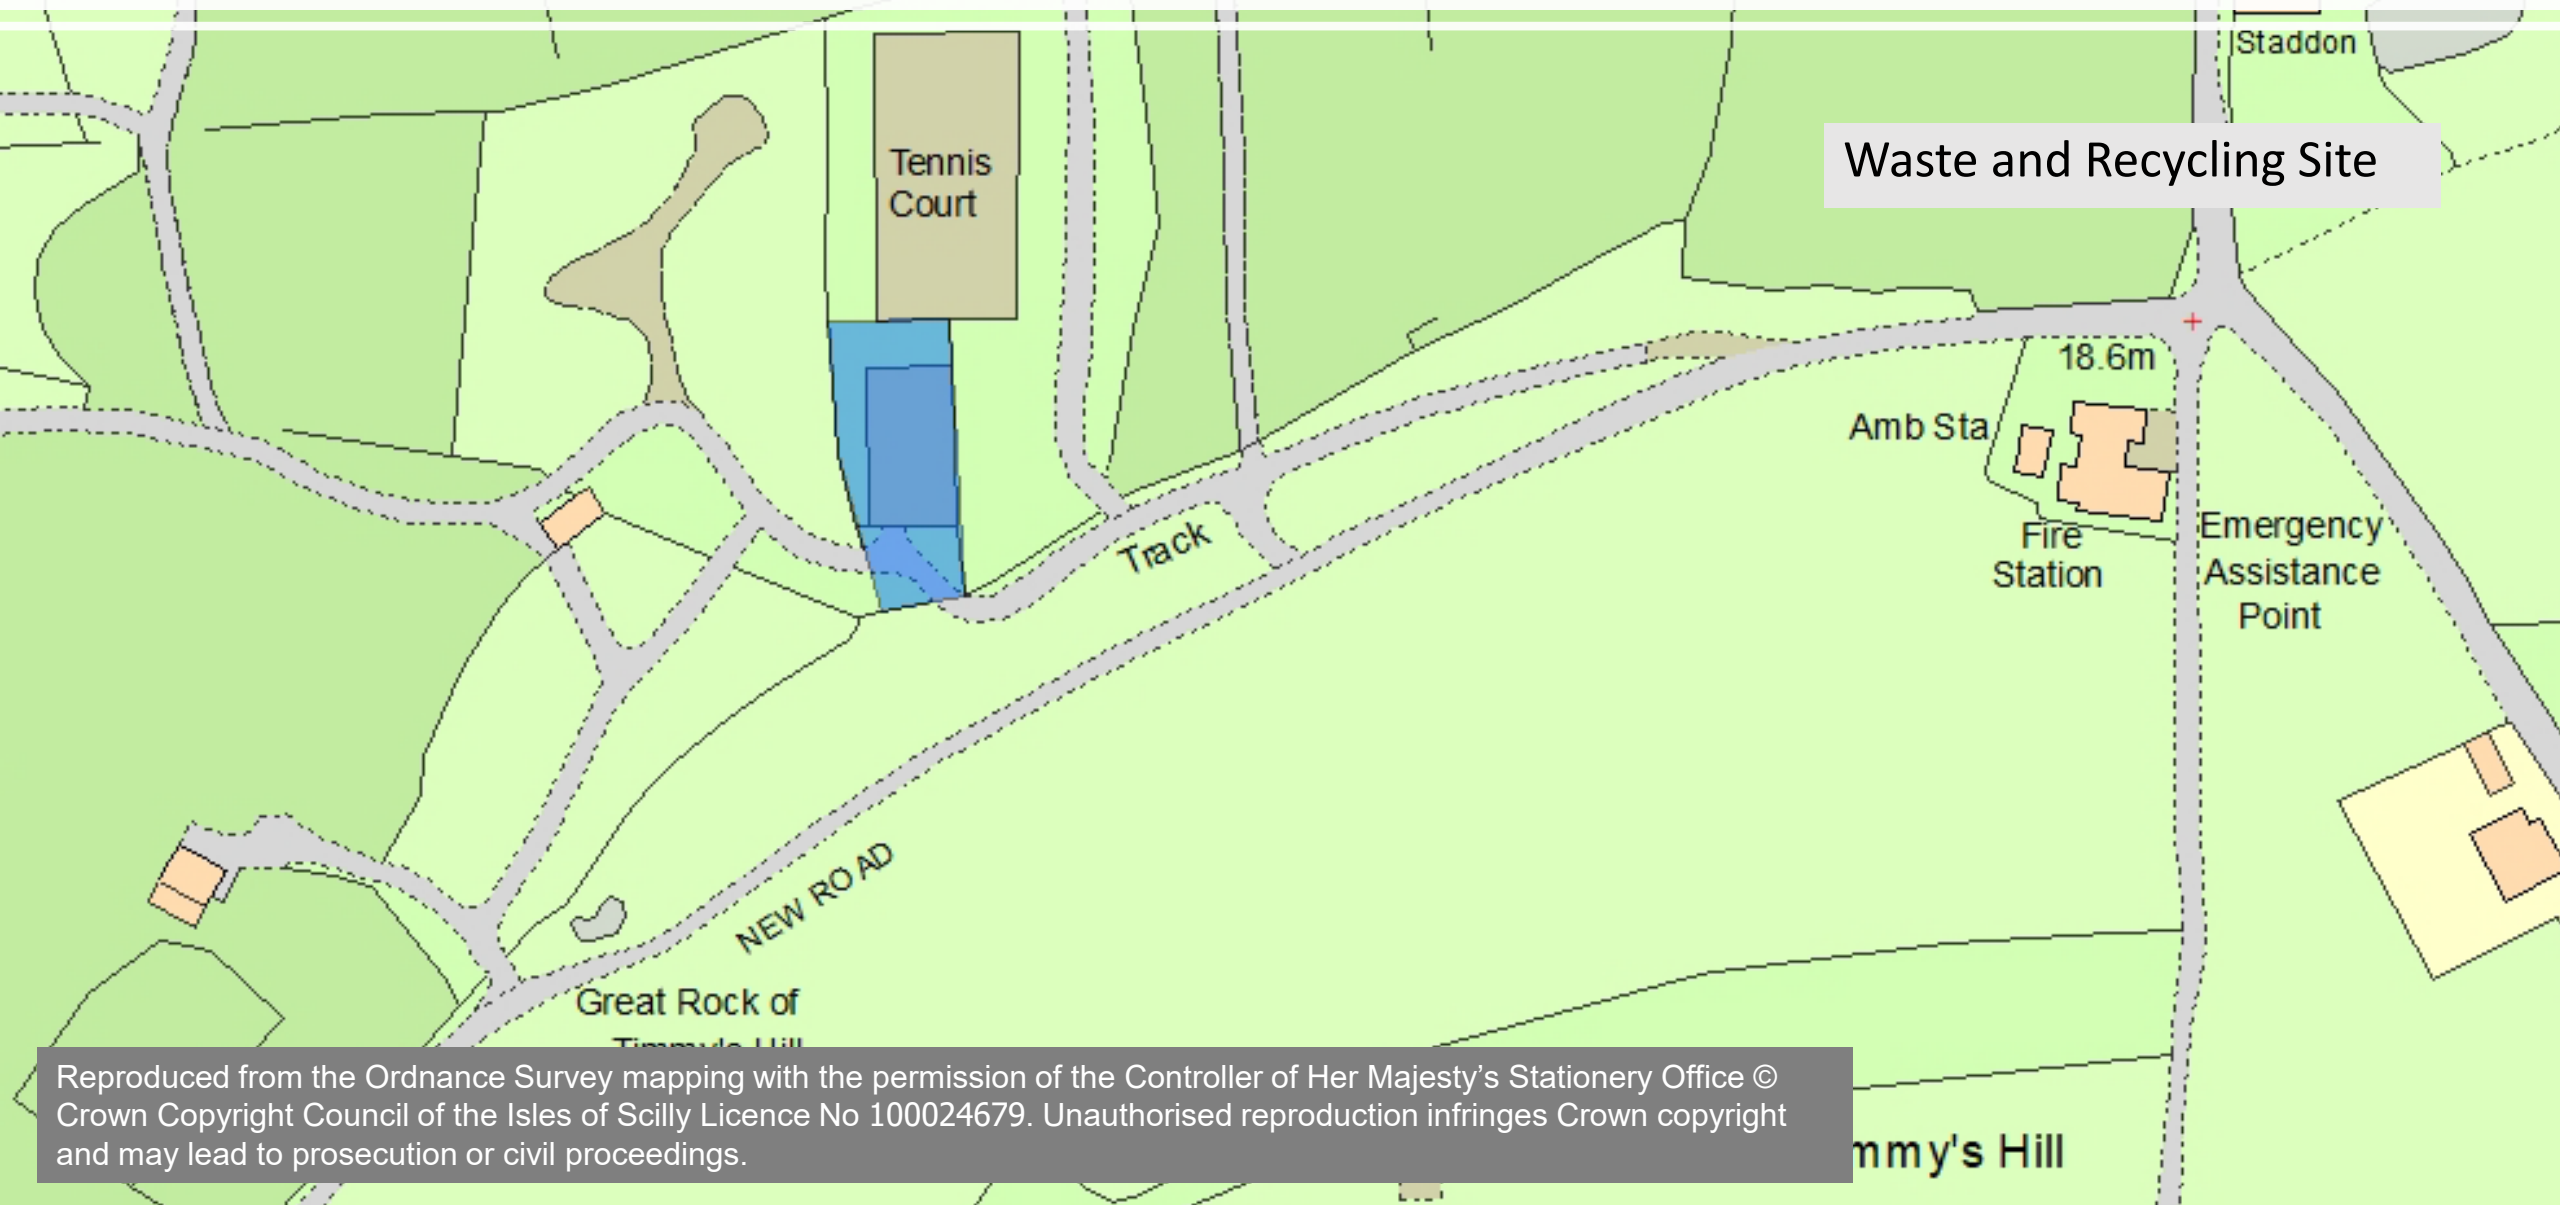 Staddon
Waste and Recycling Site
Tennis
Court
18.6m
Amb Sta
Track
Fire
Station
Emergency
Assistance
Point
NEW ROAD
Great Rock of
Timmy's Hill
Reproduced from the Ordnance Survey mapping with the permission of the Controller of Her Majesty’s Stationery Office ©
Crown Copyright Council of the Isles of Scilly Licence No 100024679. Unauthorised reproduction infringes Crown copyright
and may lead to prosecution or civil proceedings.
mmy's Hill